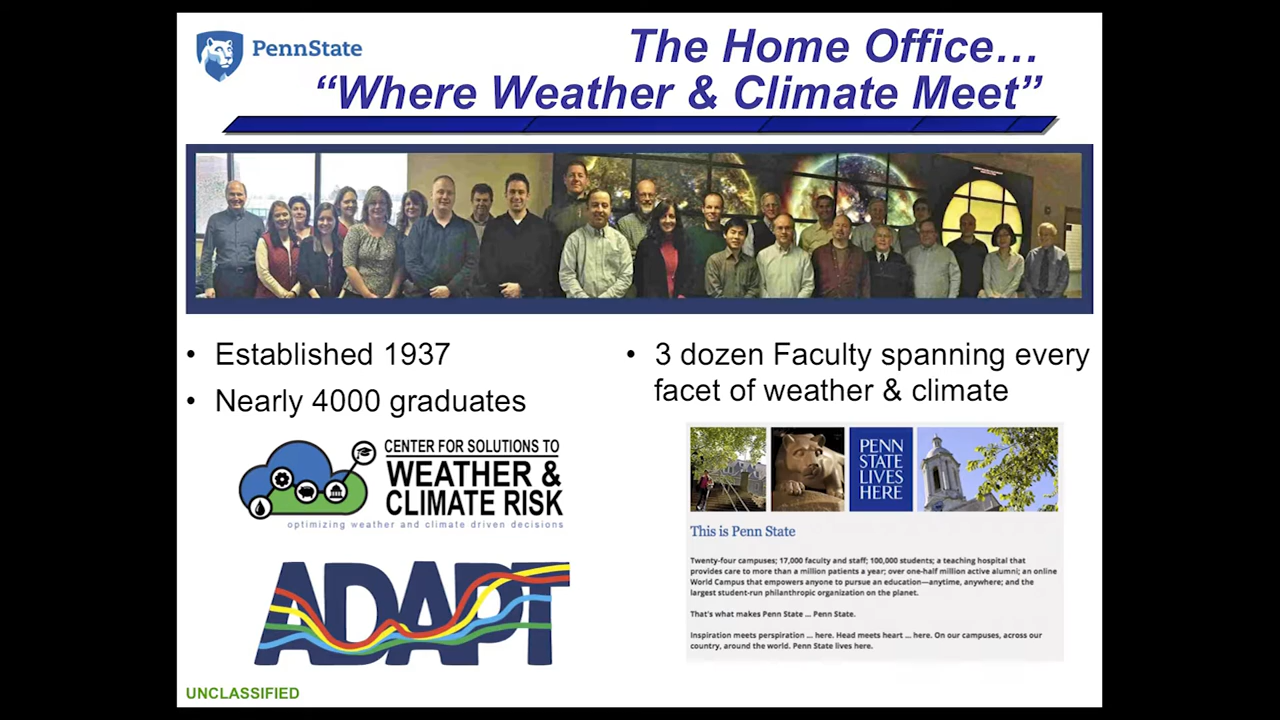 PennState
The Home Office…
“Where Weather & Climate Meet”
• Established 1937
• Nearly 4000 graduates
• 3 dozen Faculty spanning every
facet of weather & climate
CENTER FOR SOLUTIONS TO
WEATHER &
CLIMATE RISK
optimizing weather and climate driven decisions
ADAPT
PENN
STATE
LIVES
HERE
This is Penn State
Twenty-four campuses; 17,000 faculty and staff; 100,000 students; a teaching hospital that
provides care to more than a million patients a year; over one-half million active alumni; an online
World Campus that empowers anyone to pursue an education—anytime, anywhere; and the
largest student-run philanthropic organization on the planet.
That's what makes Penn State ... Penn State.
Inspiration meets perspiration ... here. Head meets heart ... here. On our campuses, across our
country, around the world. Penn State lives here.
UNCLASSIFIED